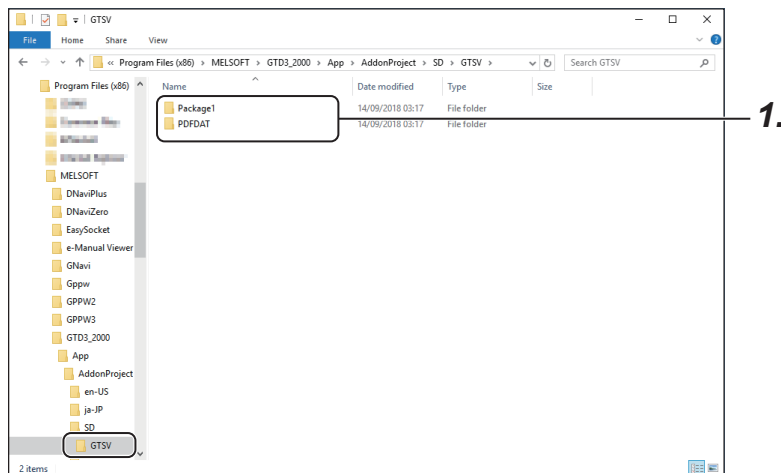 GTSV
File Home Share View
« Program Files (x86) > MELSOFT > GTD3_2000 > App > AddonProject > SD > GTSV >
Search GTSV
Program Files (x86)
MELSOFT
DNaviPlus
DNaviZero
EasySocket
e-Manual Viewer
GNavi
Gppw
GPPW2
GPPW3
GTD3_2000
App
AddonProject
en-US
ja-JP
SD
GTSV
Name Date modified Type Size
Package1 14/09/2018 03:17 File folder
PDFDAT 14/09/2018 03:17 File folder
1.
2 items